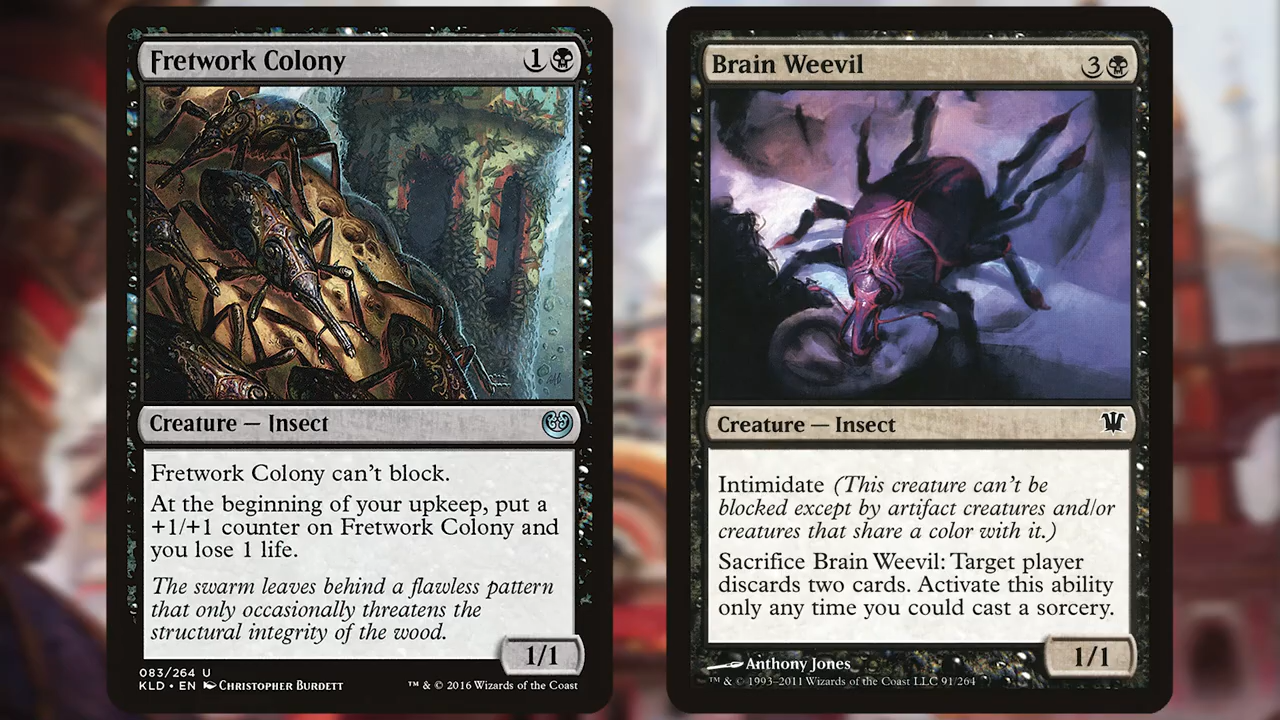 Fretwork Colony 1
Creature — Insect
Fretwork Colony can't block.
At the beginning of your upkeep, put a
+1/+1 counter on Fretwork Colony and
you lose 1 life.
The swarm leaves behind a flawless pattern
that only occasionally threatens the
structural integrity of the wood.
1/1
083/264 U
KLD • EN Christopher Burdett ™ & © 2016 Wizards of the Coast
Brain Weevil 3
Creature — Insect
Intimidate (This creature can't be
blocked except by artifact creatures and/or
creatures that share a color with it.)
Sacrifice Brain Weevil: Target player
discards two cards. Activate this ability
only any time you could cast a sorcery.
1/1
Anthony Jones
™ & © 1993–2011 Wizards of the Coast LLC 91/264